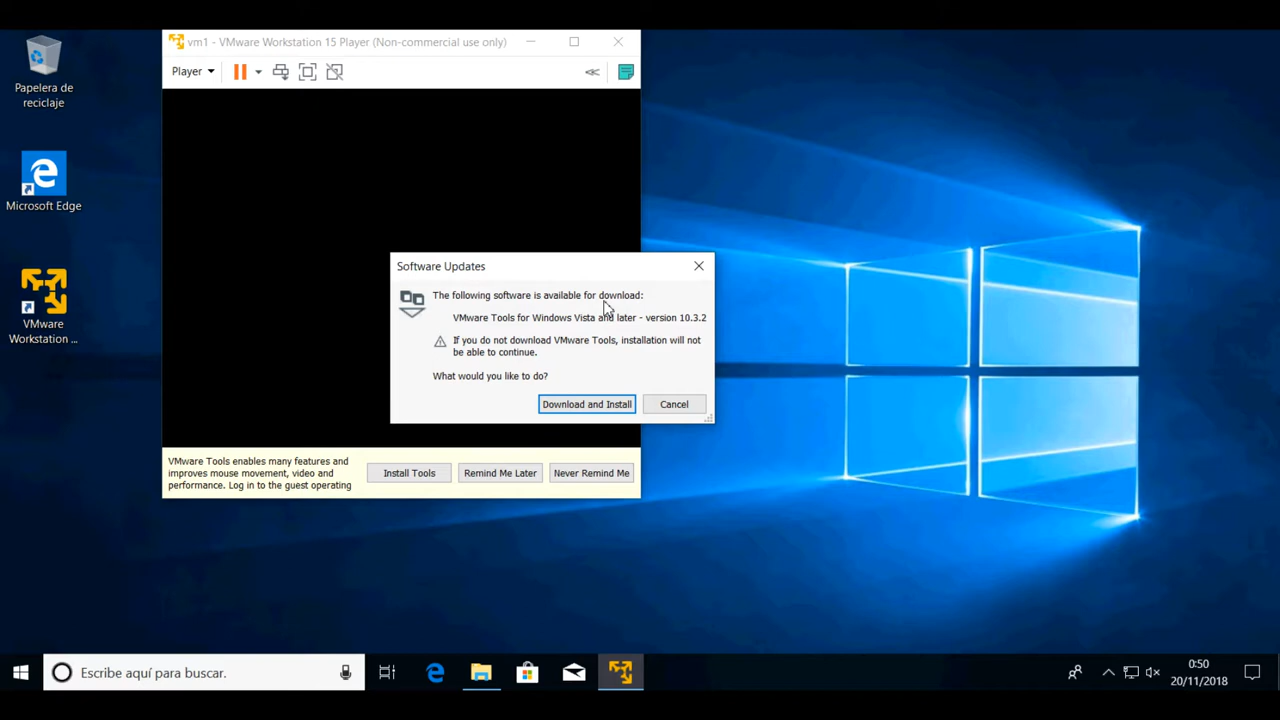 Papelera de
reciclaje
Microsoft Edge
VMware
Workstation ...
vm1 - VMware Workstation 15 Player (Non-commercial use only)
Player
Software Updates
The following software is available for download:
VMware Tools for Windows Vista and later - version 10.3.2
If you do not download VMware Tools, installation will not
be able to continue.
What would you like to do?
Download and Install
Cancel
VMware Tools enables many features and
improves mouse movement, video and
performance. Log in to the guest operating
Install Tools
Remind Me Later
Never Remind Me
Escribe aquí para buscar.
0:50
20/11/2018